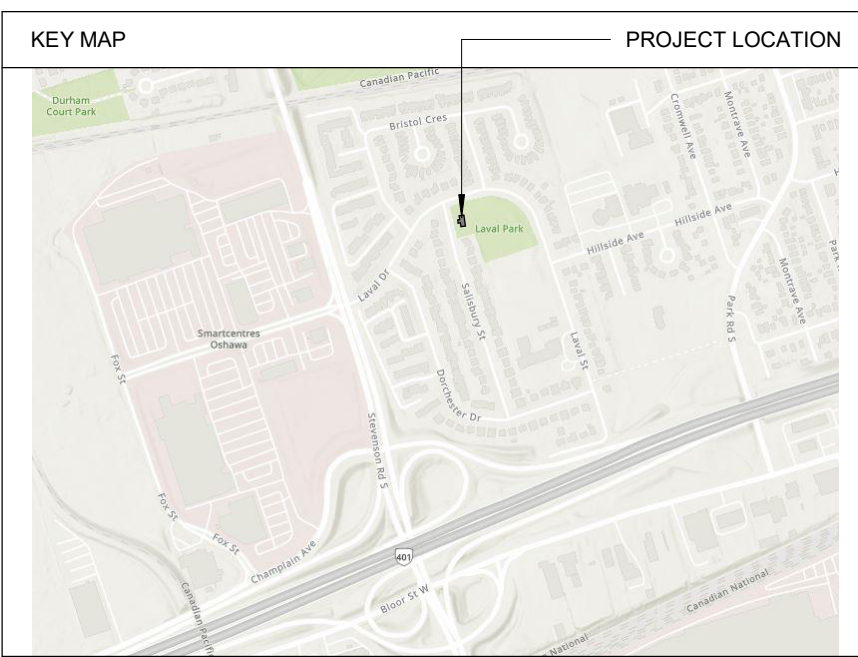 KEY MAP
PROJECT LOCATION
Canadian Pacific
Durham
Court Park
Bristol Cres
Cromwell Ave
Montrave Ave
Laval Park
Hillside Ave
Hillside Ave
Laval Dr
Salisbury St
Park Rd S
Montrave Ave
Smartcentres
Oshawa
Fox St
Laval St
Dorchester Dr
Stevenson Rd S
Fox St
Fox St
Champlain Ave
401
Bloor St W
Canadian National
Canadian Pacific
National